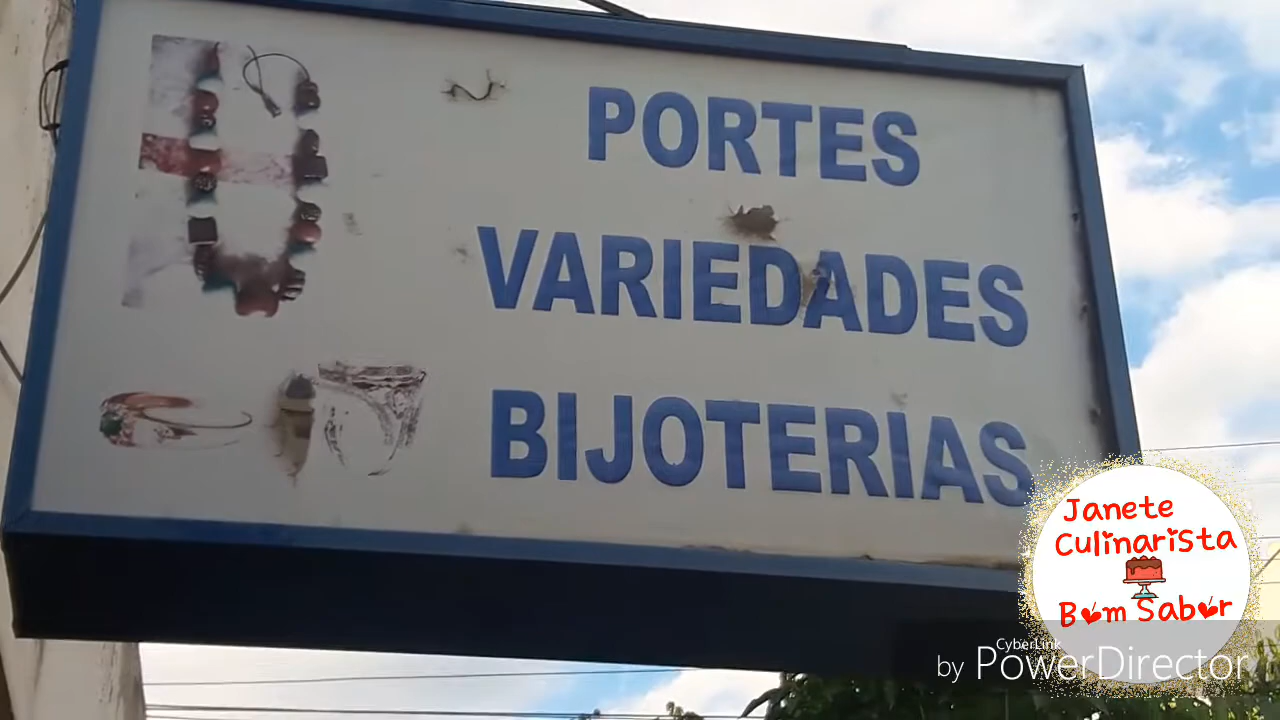 PORTES
VARIEDADES
BIJOTERIAS
Janete
Culinarista
Bom Sabor
CyberLink
by PowerDirector